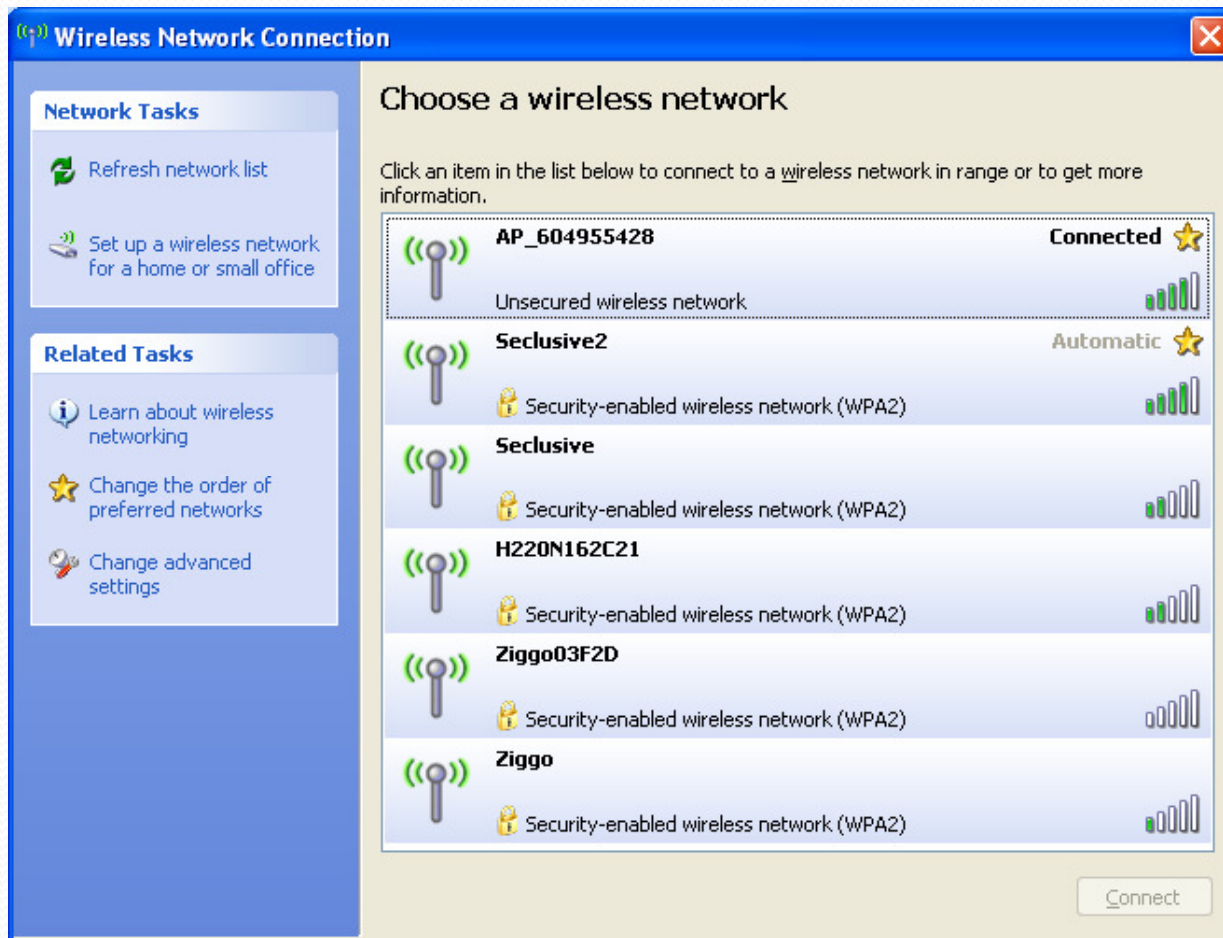 Wireless Network Connection
Network Tasks
Refresh network list
Set up a wireless network
for a home or small office
Related Tasks
Learn about wireless
networking
Change the order of
preferred networks
Change advanced
settings
Choose a wireless network
Click an item in the list below to connect to a wireless network in range or to get more
information.
AP_604955428 Connected
Unsecured wireless network
Seclusive2 Automatic
Security-enabled wireless network (WPA2)
Seclusive
Security-enabled wireless network (WPA2)
H220N162C21
Security-enabled wireless network (WPA2)
Ziggo03F2D
Security-enabled wireless network (WPA2)
Ziggo
Security-enabled wireless network (WPA2)
Connect